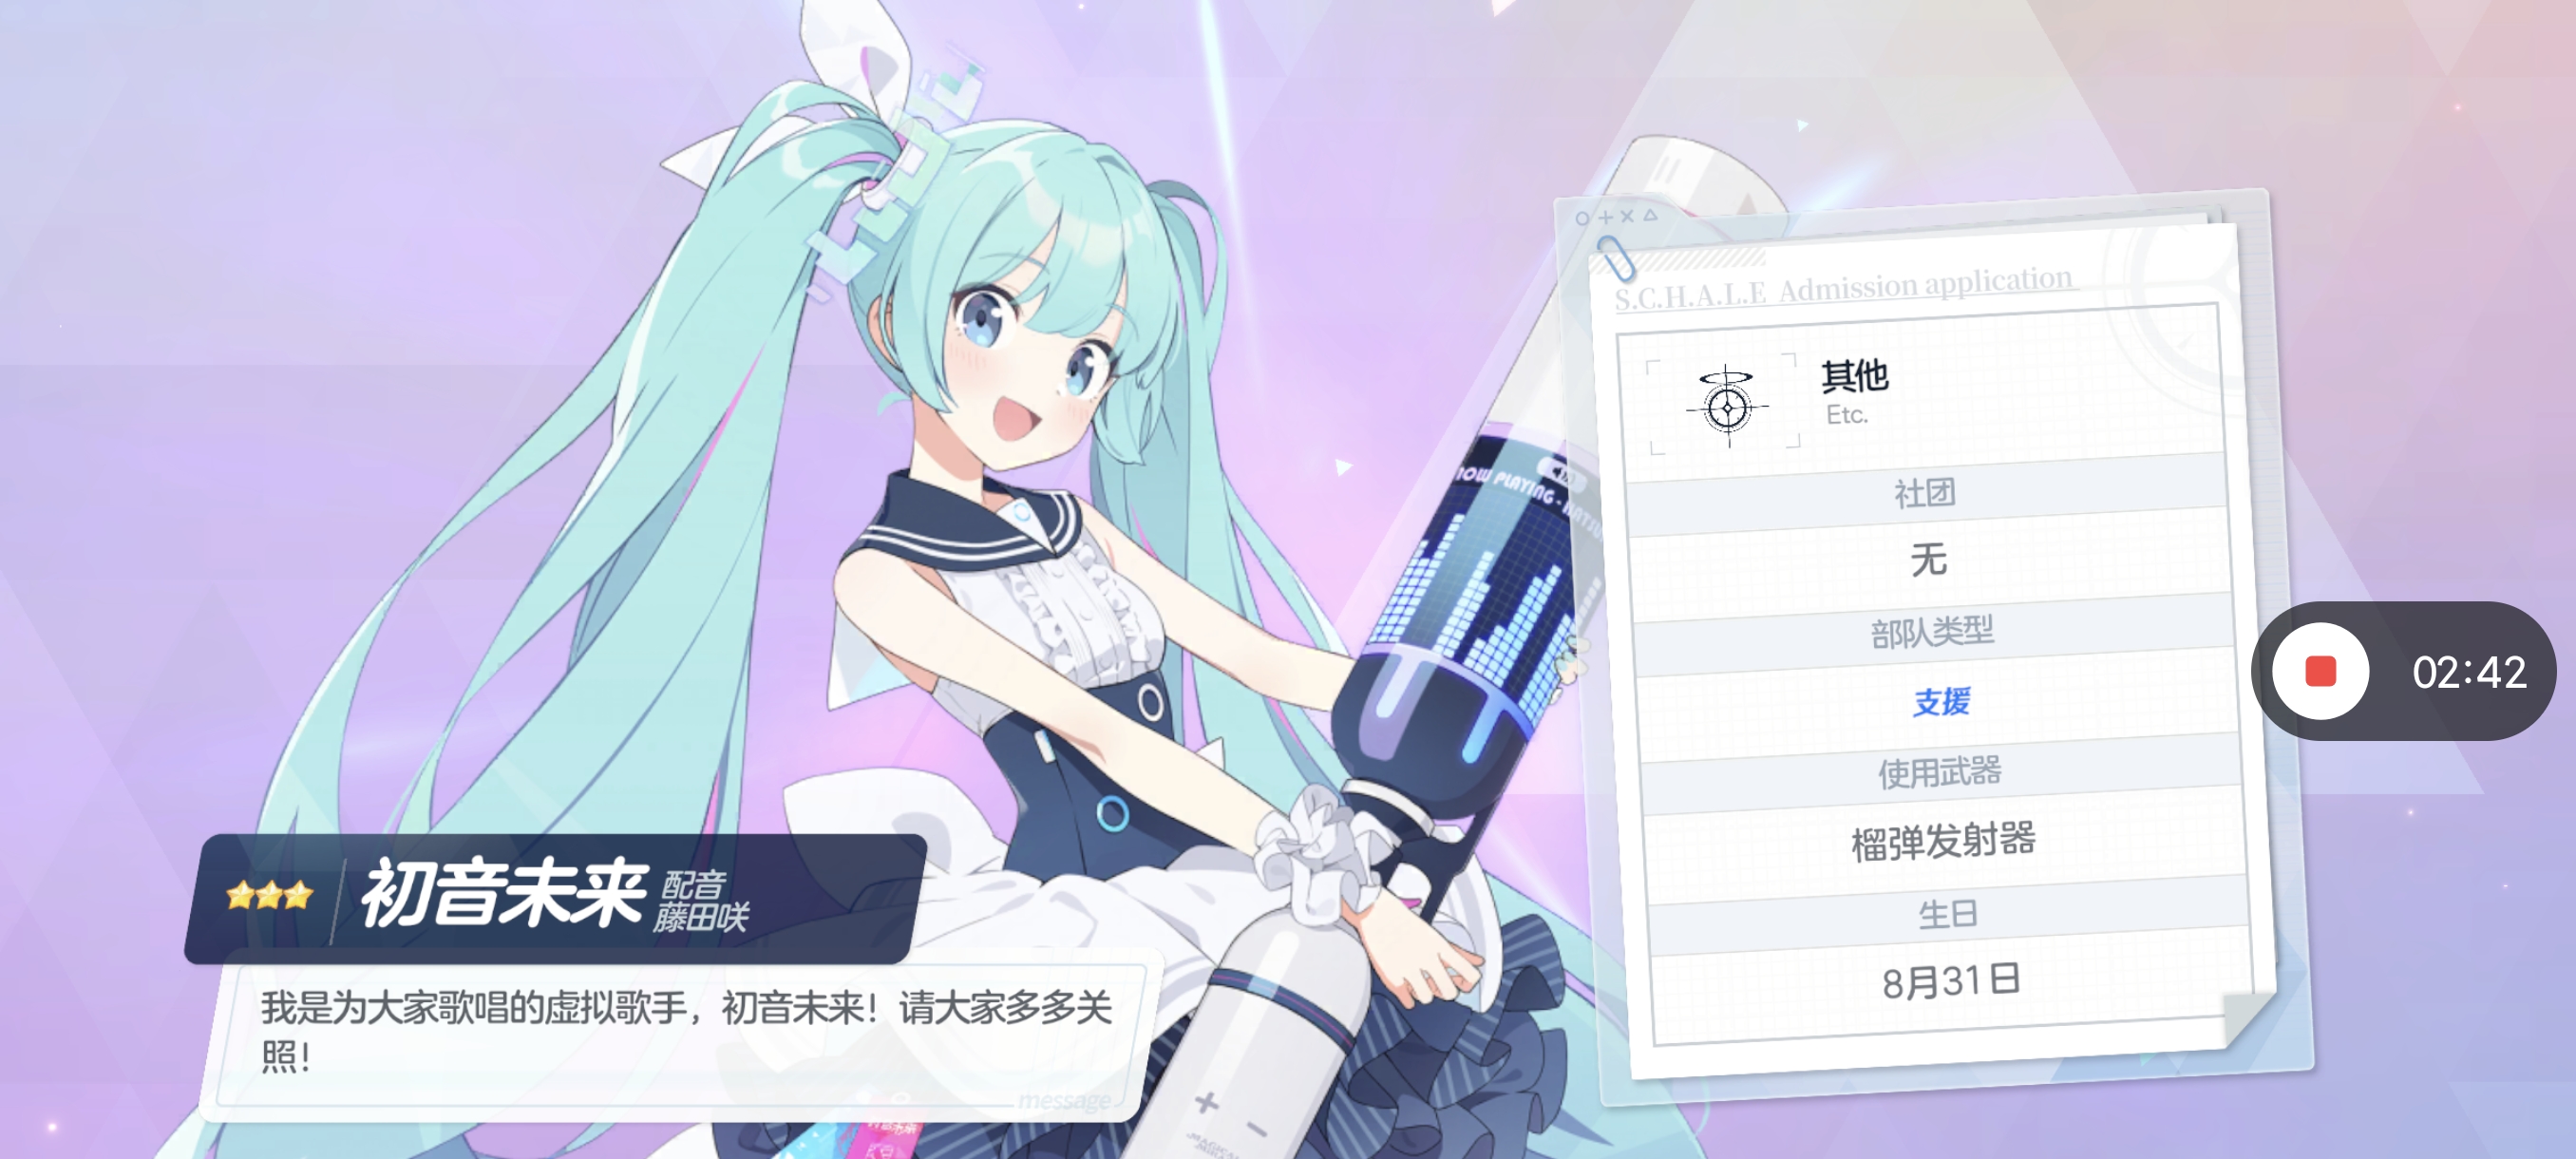 S.C.H.A.L.E Admission application
其他
Etc.
社团
无
部队类型
支援
使用武器
榴弹发射器
生日
8月31日
NOW PLAYING -
02:42
初音未来
配音
藤田咲
我是为大家歌唱的虚拟歌手，初音未来！请大家多多关
照！
message